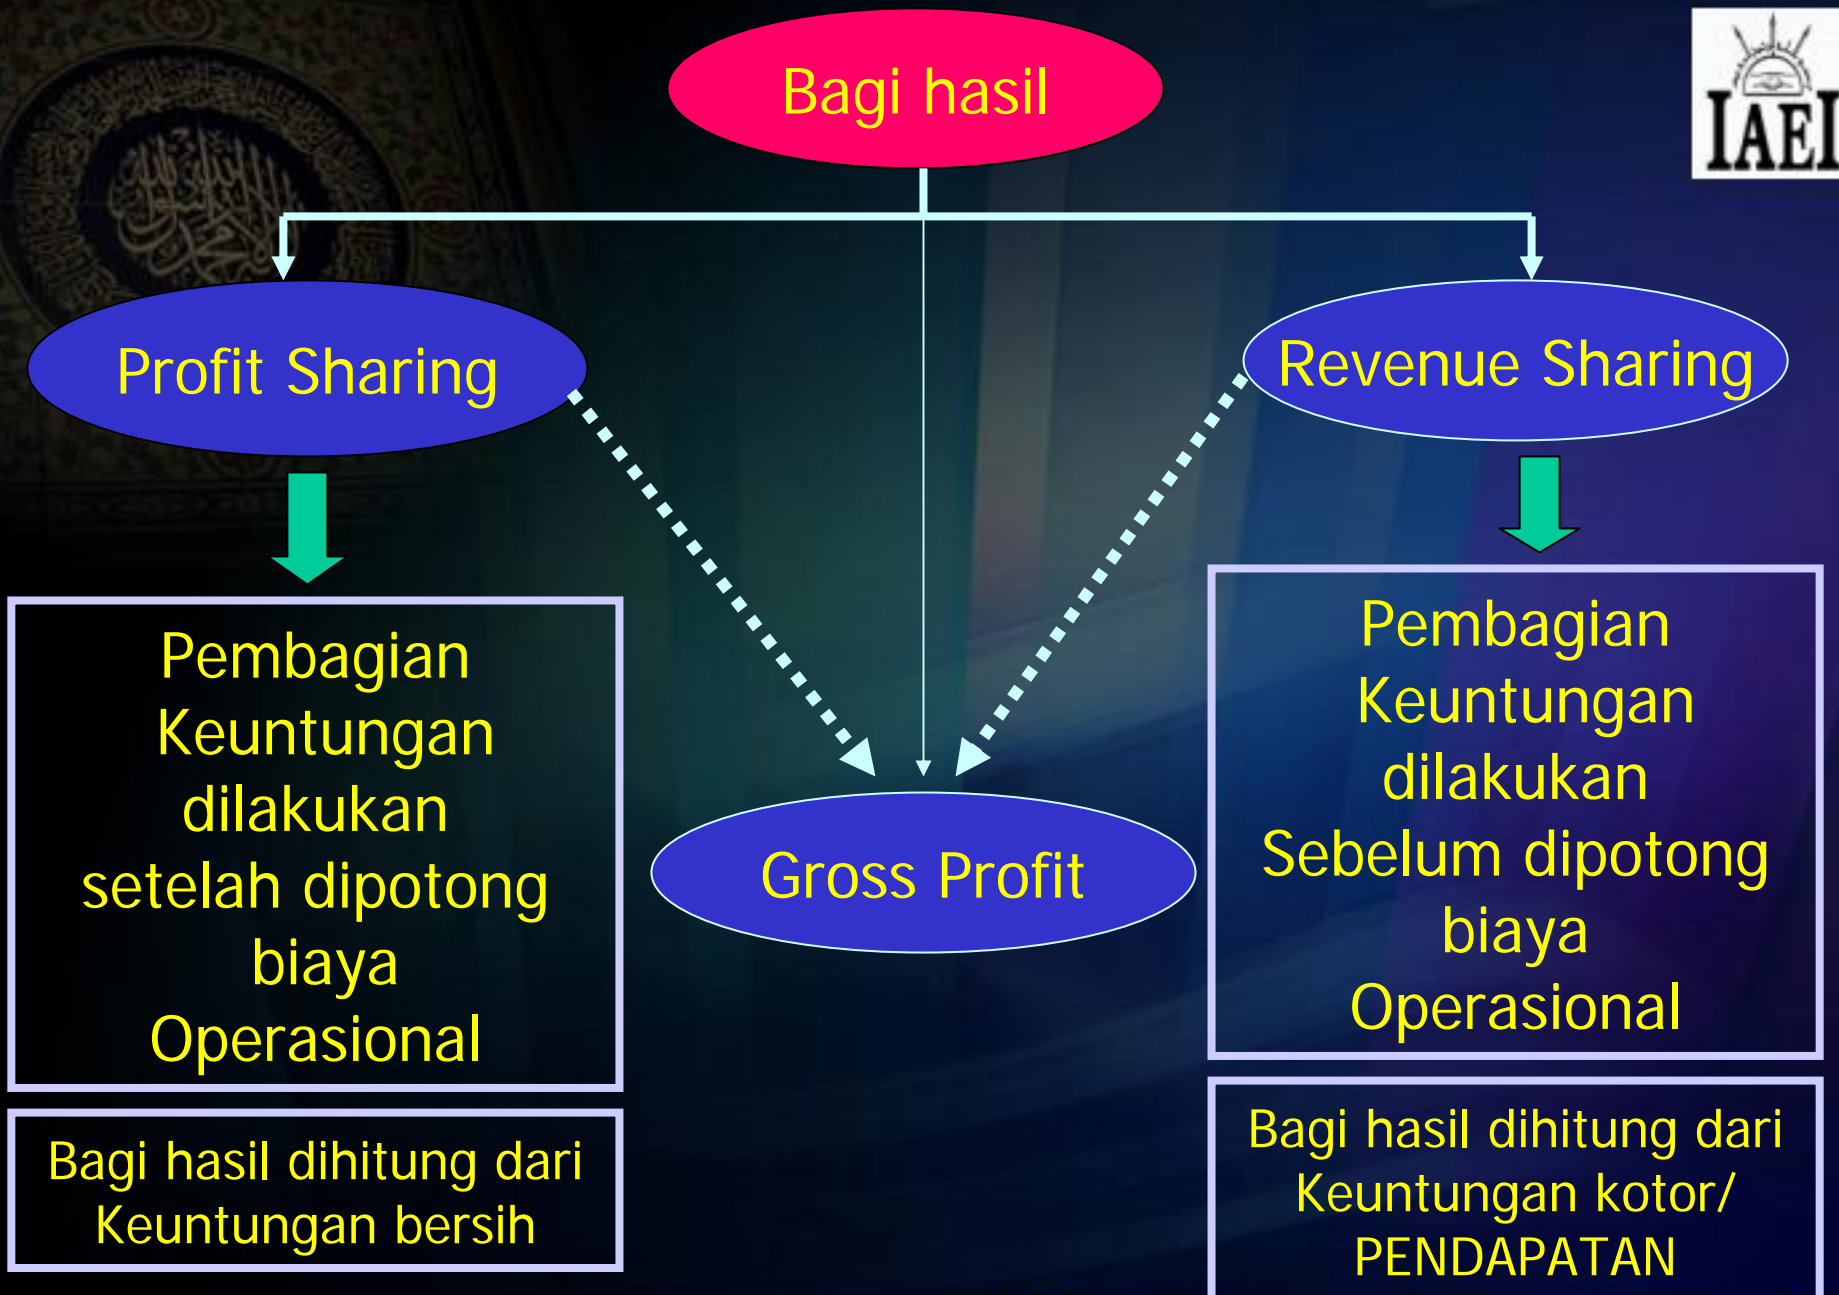 Bagi hasil
IAEI
Profit Sharing
Revenue Sharing
Pembagian
Keuntungan
dilakukan
setelah dipotong
biaya
Operasional
Bagi hasil dihitung dari
Keuntungan bersih
Gross Profit
Pembagian
Keuntungan
dilakukan
Sebelum dipotong
biaya
Operasional
Bagi hasil dihitung dari
Keuntungan kotor/
PENDAPATAN